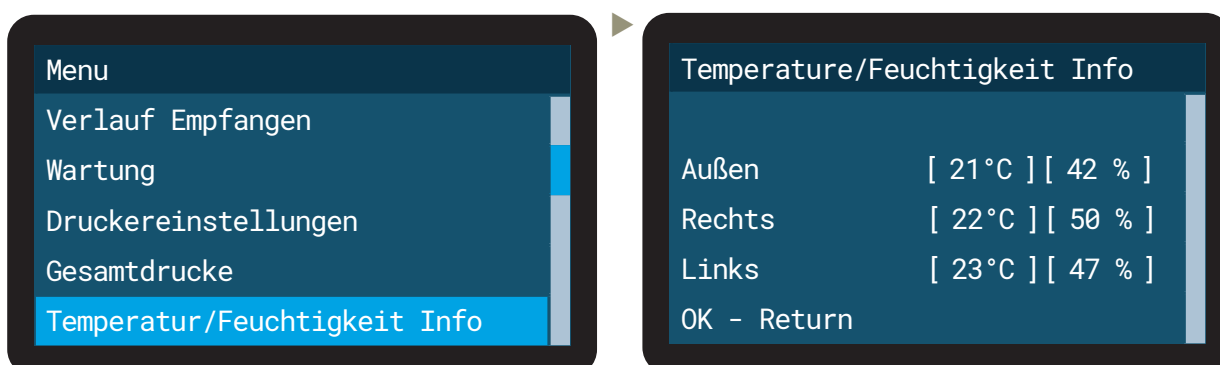 Menu
Verlauf Empfangen
Wartung
Druckereinstellungen
Gesamtdrucke
Temperatur/Feuchtigkeit Info
Temperature/Feuchtigkeit Info
Außen [ 21°C ][ 42 % ]
Rechts [ 22°C ][ 50 % ]
Links [ 23°C ][ 47 % ]
OK - Return